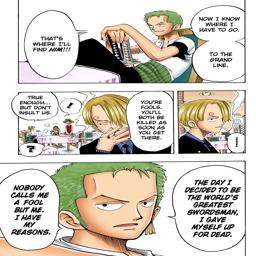 NOW I KNOW
WHERE I
HAVE TO
GO.
TO THE
GRAND
LINE.
THAT'S
WHERE I'LL
FIND HIM!!!
YOU'RE
FOOLS.
YOU'LL
BOTH BE
KILLED AS
SOON AS
YOU GET
THERE.
!
TRUE
ENOUGH...
BUT DON'T
INSULT US.
?
THE DAY I
DECIDED TO BE
THE WORLD'S
GREATEST
SWORDSMAN,
I GAVE
MYSELF UP
FOR DEAD.
NOBODY
CALLS ME
A FOOL
BUT ME.
I HAVE
MY
REASONS.